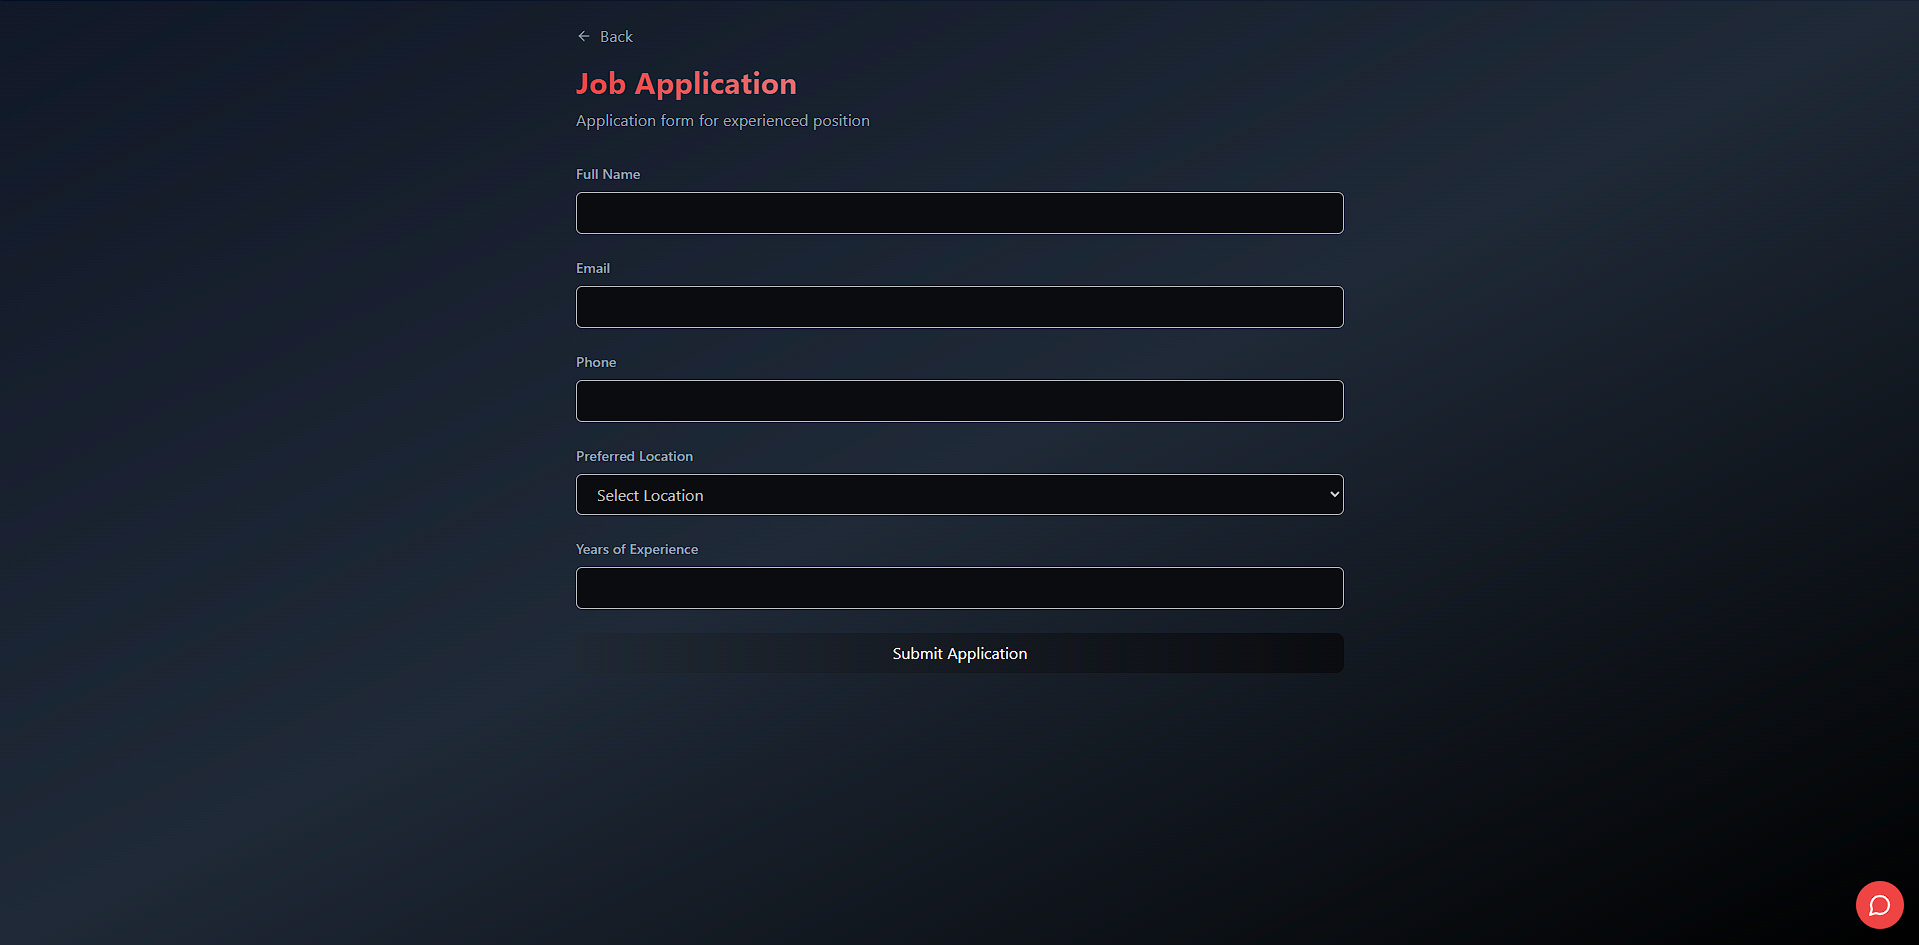 Back
Job Application
Application form for experienced position
Full Name
Email
Phone
Preferred Location
Select Location
Years of Experience
Submit Application